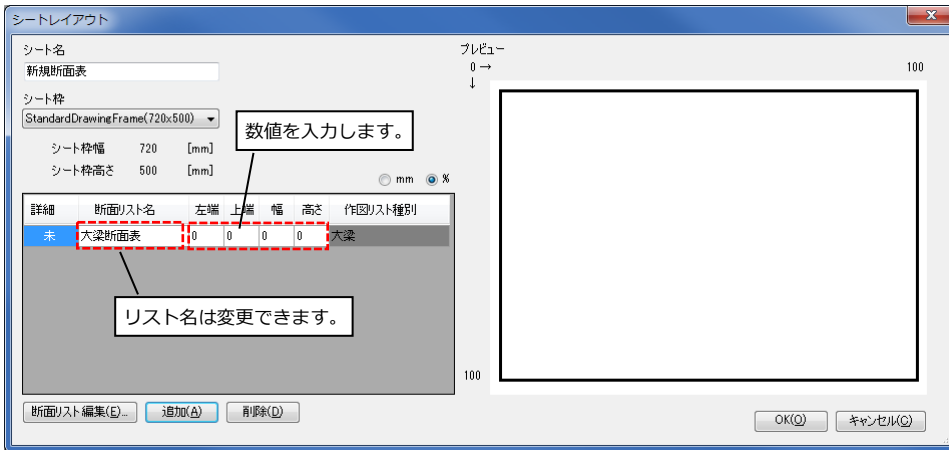 シートレイアウト
シート名
新規断面表
シート枠
StandardDrawingFrame(720x500)
シート枠幅 720 [mm]
シート枠高さ 500 [mm]
数値を入力します。
mm %
詳細 断面リスト名 左端 上端 幅 高さ 作図リスト種別
未 大梁断面表 0 0 0 0 大梁
リスト名は変更できます。
断面リスト編集(E)... 追加(A) 削除(D)
プレビュー
0 → 100
↓
100
OK(O) キャンセル(C)